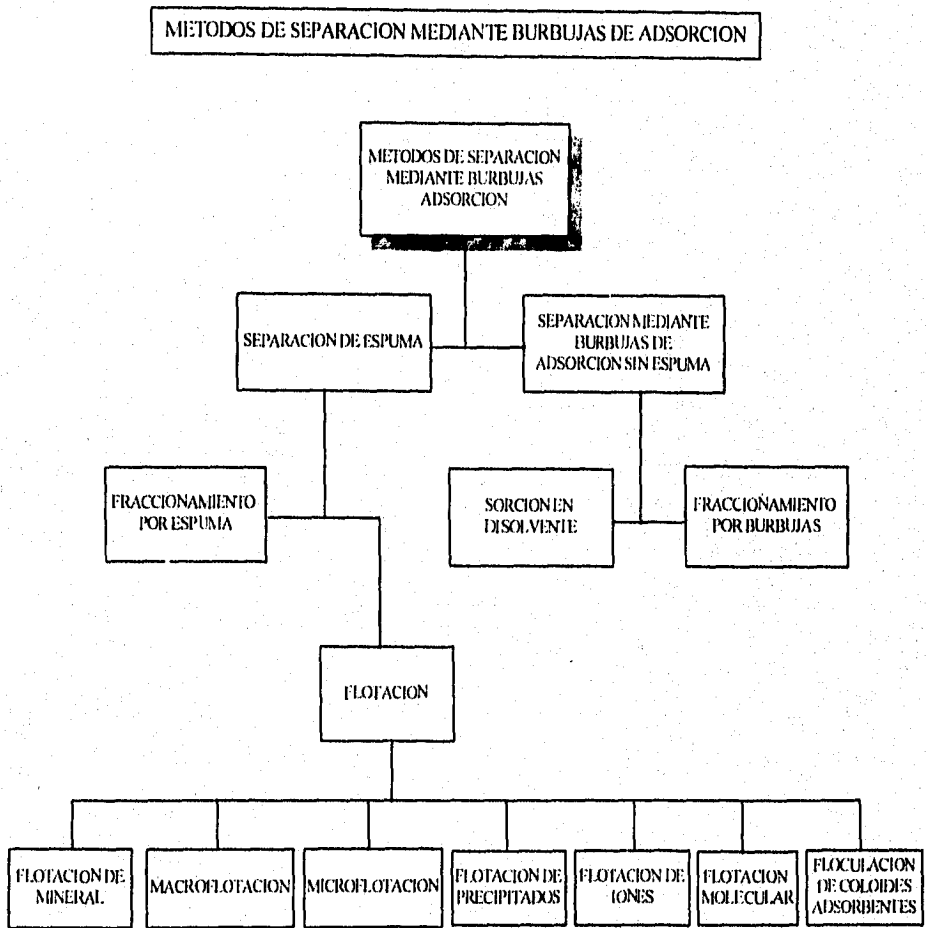 METODOS DE SEPARACION MEDIANTE BURBUJAS DE ADSORCION
METODOS DE SEPARACION
MEDIANTE BURBUJAS
ADSORCION
SEPARACION DE ESPUMA
SEPARACION MEDIANTE
BURBUJAS DE
ADSORCION SIN ESPUMA
FRACCIONAMIENTO
POR ESPUMA
SORCION EN
DISOLVENTE
FRACCIONAMIENTO
POR BURBUJAS
FLOTACION
FLOTACION DE
MINERAL
MACROFLOTACION
MICROFLOTACION
FLOTACION DE
PRECIPITADOS
FLOTACION DE
IONES
FLOTACION
MOLECULAR
FLOCULACION
DE COLOIDES
ADSORBENTES